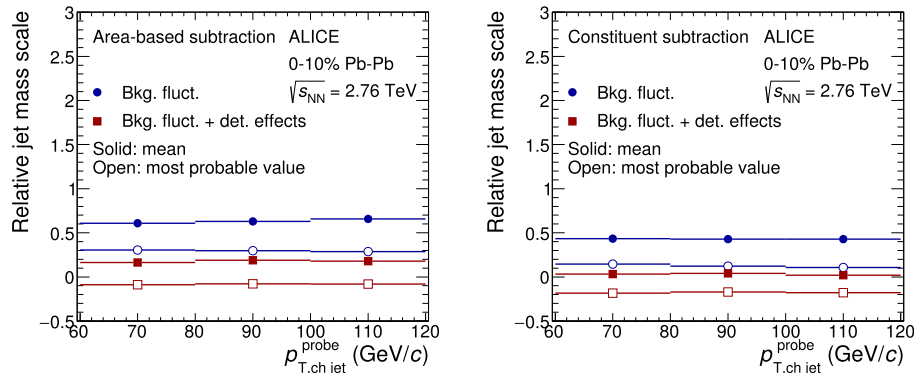 Relative jet mass scale
3
2.5
2
1.5
1
0.5
0
−0.5
Area-based subtraction ALICE
0-10% Pb-Pb
√sNN = 2.76 TeV
Bkg. fluct.
Bkg. fluct. + det. effects
Solid: mean
Open: most probable value
60 70 80 90 100 110 120
p probe T,ch jet (GeV/c)
Relative jet mass scale
3
2.5
2
1.5
1
0.5
0
−0.5
Constituent subtraction ALICE
0-10% Pb-Pb
√sNN = 2.76 TeV
Bkg. fluct.
Bkg. fluct. + det. effects
Solid: mean
Open: most probable value
60 70 80 90 100 110 120
p probe T,ch jet (GeV/c)